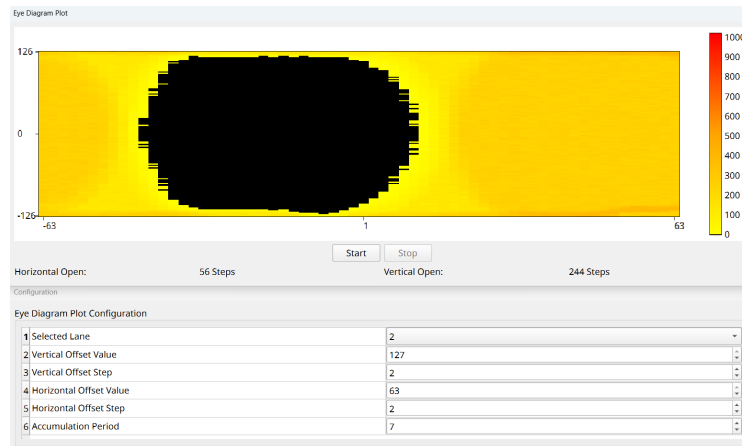 Eye Diagram Plot
126
0
-126
-63
1
63
1000
900
800
700
600
500
400
300
200
100
0
Start Stop
Horizontal Open: 56 Steps Vertical Open: 244 Steps
Configuration
Eye Diagram Plot Configuration
1 Selected Lane 2
2 Vertical Offset Value 127
3 Vertical Offset Step 2
4 Horizontal Offset Value 63
5 Horizontal Offset Step 2
6 Accumulation Period 7